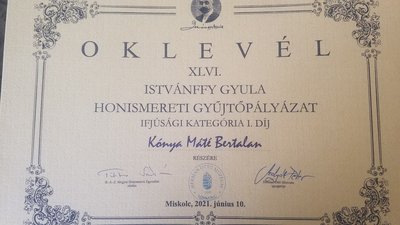 OKLEVÉL
XLVI.
ISTVÁNFFY GYULA
HONISMERETI GYŰJTŐPÁLYÁZAT
IFJÚSÁGI KATEGÓRIA I. DÍJ
Kónya Máté Bertalan
RÉSZÉRE
Miskolc, 2021. június 10.